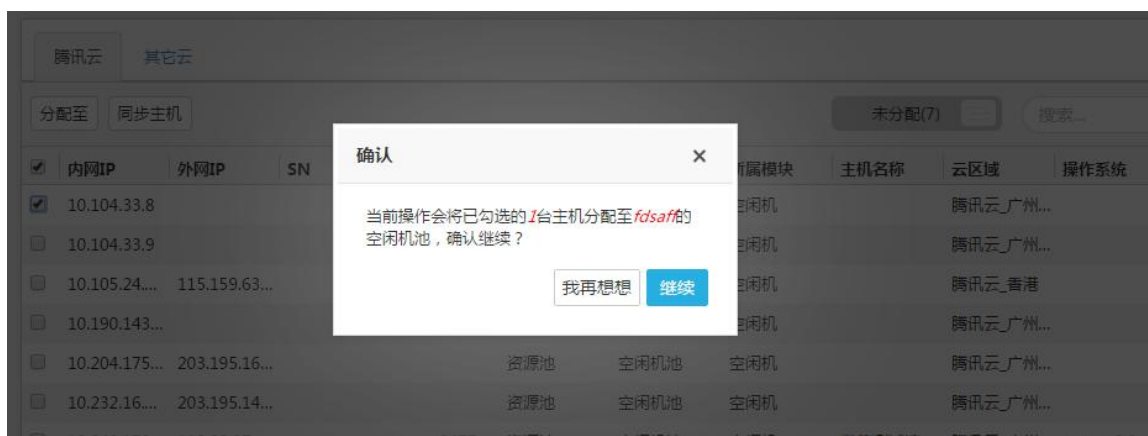 腾讯云 其它云
分配至 同步主机 未分配(7) 搜索...
确认 ×
内网IP 外网IP SN 所属模块 主机名称 云区域 操作系统
10.104.33.8 空闲机 腾讯云_广州...
当前操作会将已勾选的1台主机分配至fdsaff的
空闲机池，确认继续？
10.104.33.9 空闲机 腾讯云_广州...
10.105.24.... 115.159.63... 空闲机 腾讯云_香港
我再想想 继续
10.190.143... 空闲机 腾讯云_广州...
10.204.175... 203.195.16... 资源池 空闲机池 空闲机 腾讯云_广州...
10.232.16.... 203.195.14... 资源池 空闲机池 空闲机 腾讯云_广州...